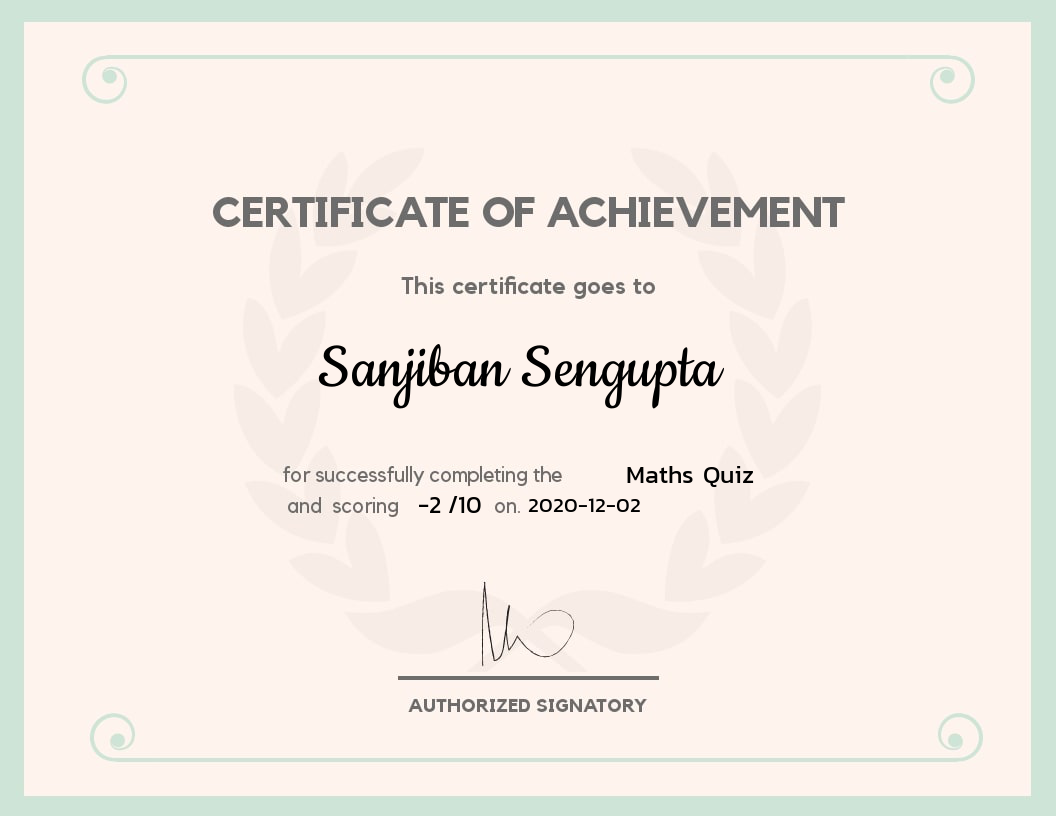 CERTIFICATE OF ACHIEVEMENT
This certificate goes to
Sanjiban Sengupta
for successfully completing the Maths Quiz
and scoring -2 /10 on. 2020-12-02
AUTHORIZED SIGNATORY